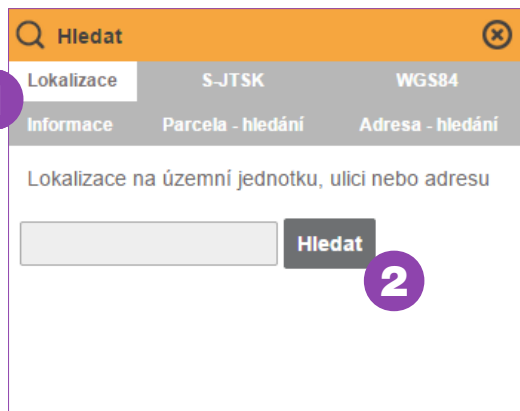 Hledat
Lokalizace S-JTSK WGS84
Informace Parcela - hledání Adresa - hledání
Lokalizace na územní jednotku, ulici nebo adresu
Hledat
2